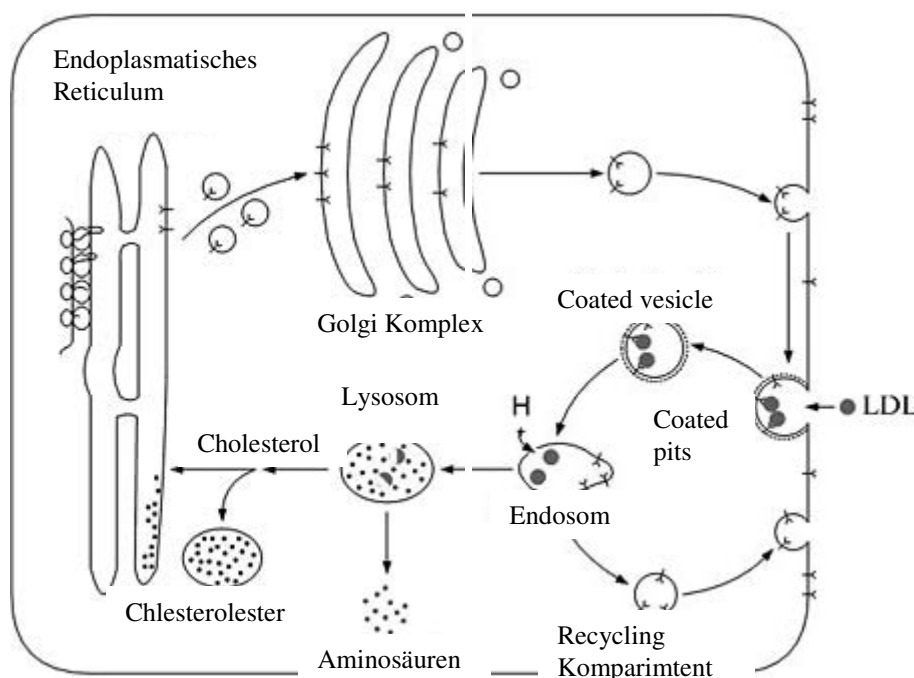 Endoplasmatisches
Reticulum
Golgi Komplex
Coated vesicle
Lysosom
H
+
Coated
pits
LDL
Cholesterol
Endosom
Chlesterolester
Aminosäuren
Recycling
Komparimtent